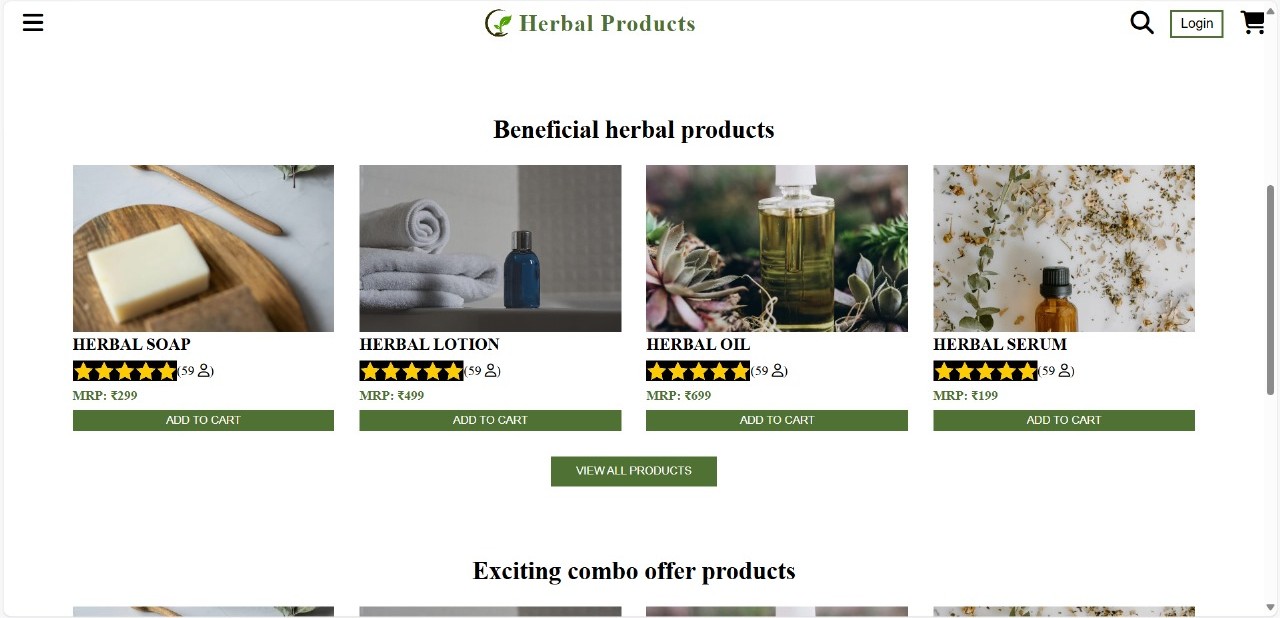 Herbal Products
Login
Beneficial herbal products
HERBAL SOAP
HERBAL LOTION
HERBAL OIL
HERBAL SERUM
(59)
(59)
(59)
(59)
MRP: ₹299
MRP: ₹499
MRP: ₹699
MRP: ₹199
ADD TO CART
ADD TO CART
ADD TO CART
ADD TO CART
VIEW ALL PRODUCTS
Exciting combo offer products